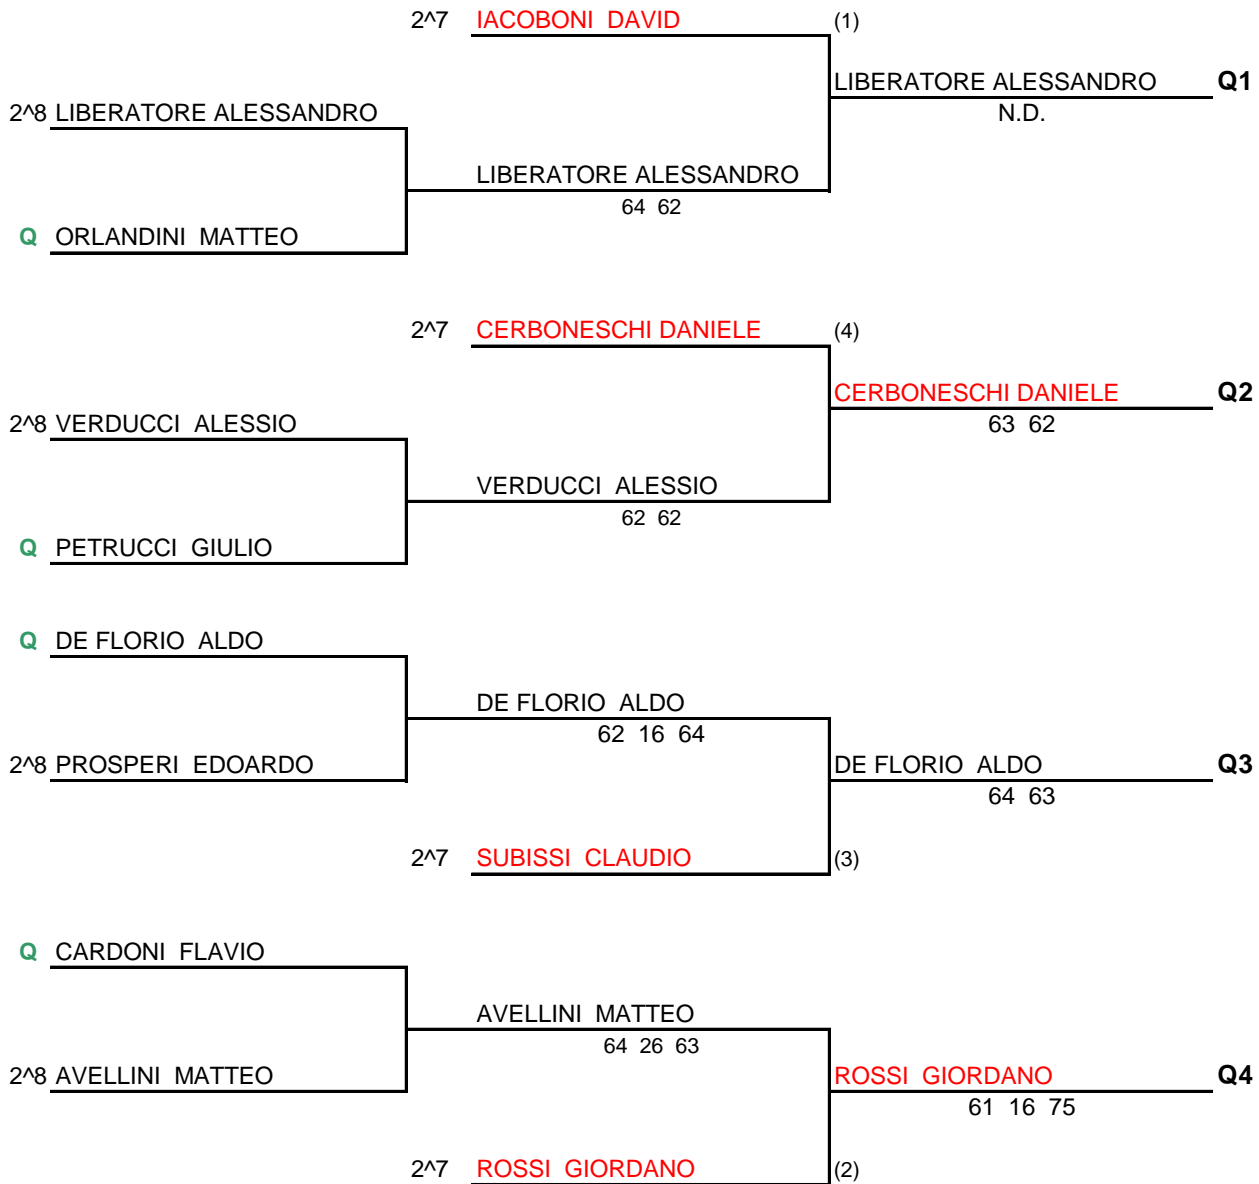 2^7 IACOBONI DAVID (1)
LIBERATORE ALESSANDRO Q1
2^8 LIBERATORE ALESSANDRO N.D.
LIBERATORE ALESSANDRO
64 62
Q ORLANDINI MATTEO
2^7 CERBONESCHI DANIELE (4)
CERBONESCHI DANIELE Q2
2^8 VERDUCCI ALESSIO 63 62
VERDUCCI ALESSIO
62 62
Q PETRUCCI GIULIO
Q DE FLORIO ALDO
DE FLORIO ALDO
62 16 64
2^8 PROSPERI EDOARDO DE FLORIO ALDO Q3
64 63
2^7 SUBISSI CLAUDIO (3)
Q CARDONI FLAVIO
AVELLINI MATTEO
64 26 63
2^8 AVELLINI MATTEO ROSSI GIORDANO Q4
61 16 75
2^7 ROSSI GIORDANO (2)